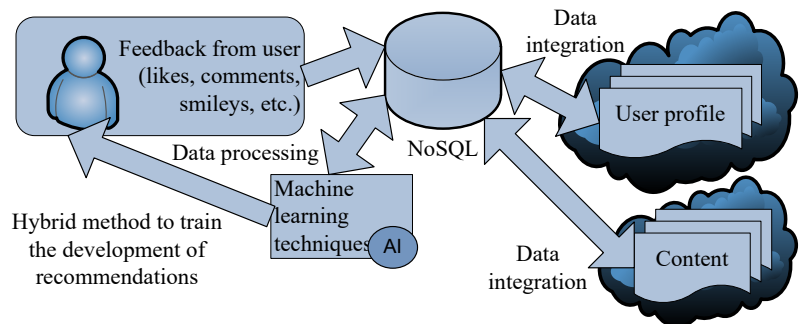 Feedback from user
(likes, comments,
smileys, etc.)
Data
integration
User profile
NoSQL
Data processing
Machine
learning
techniques
AI
Hybrid method to train
the development of
recommendations
Data
integration
Content